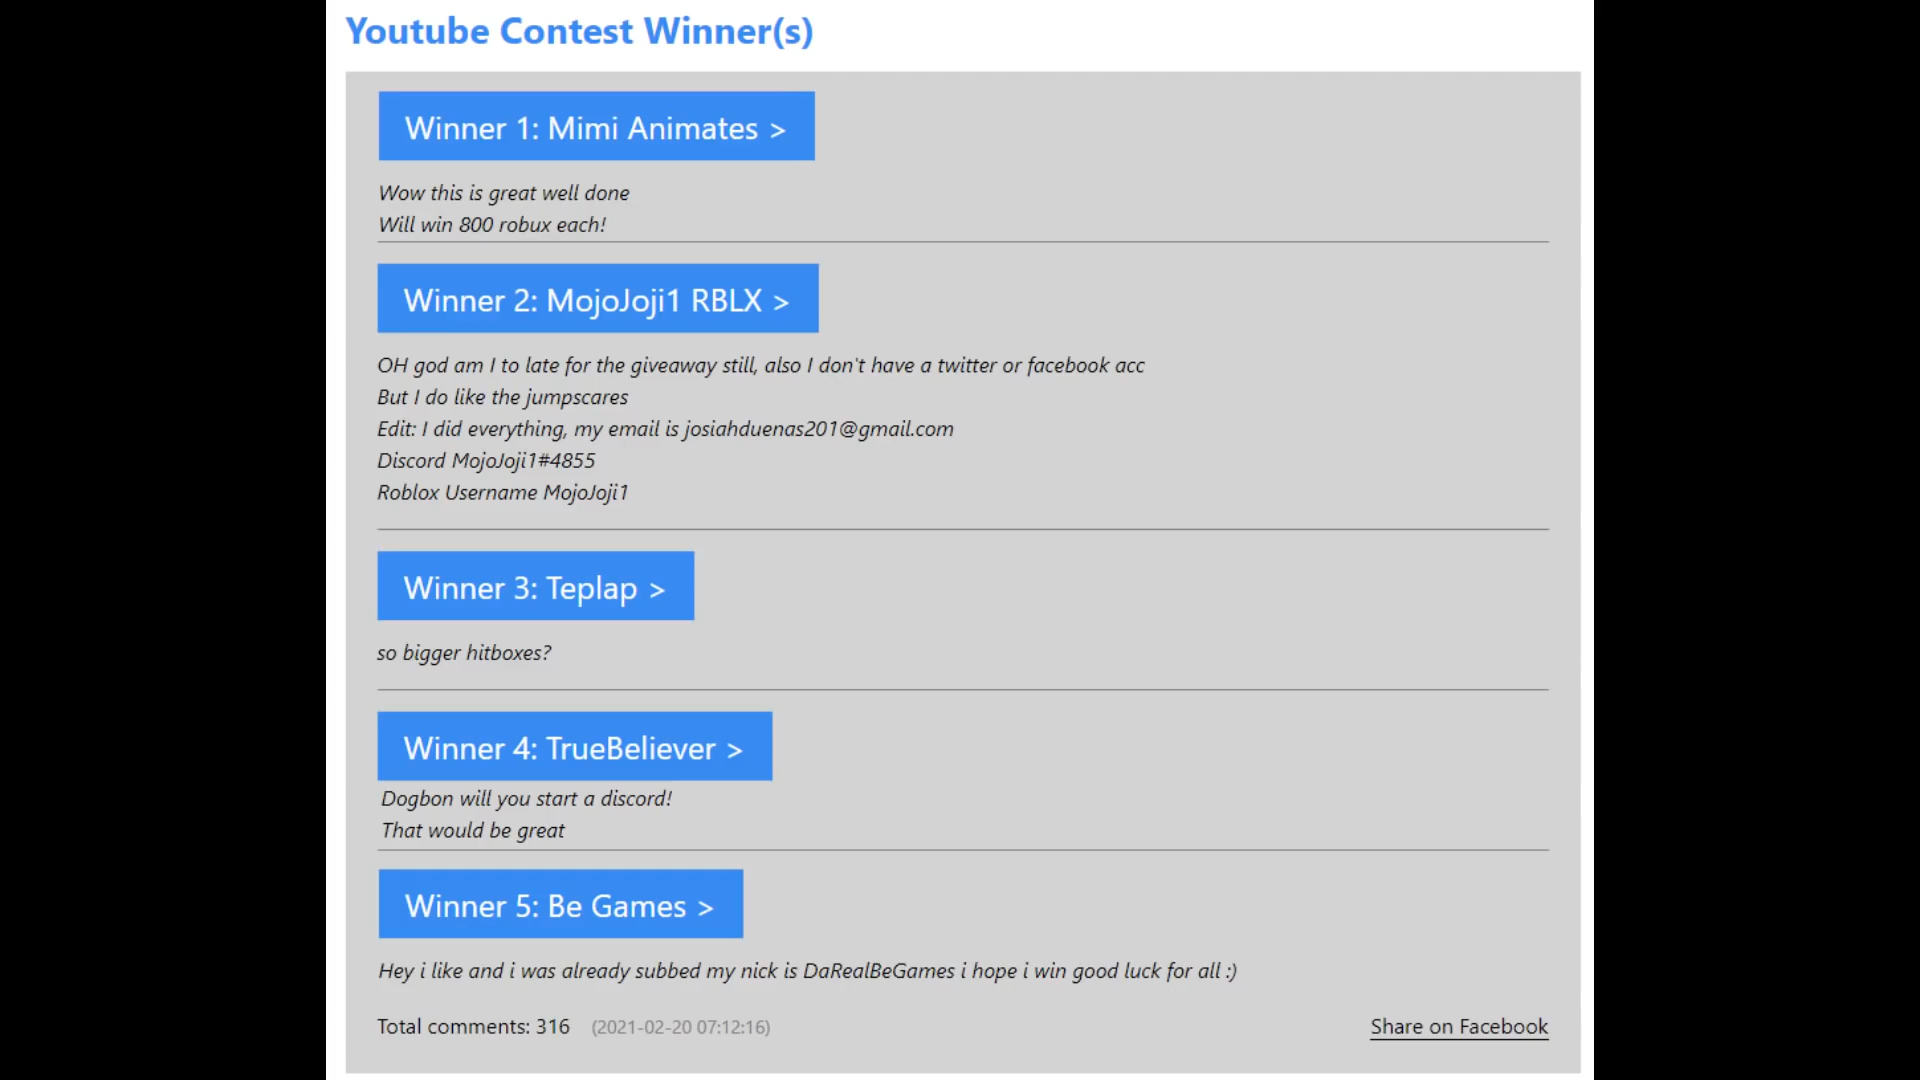 Youtube Contest Winner(s)
Winner 1: Mimi Animates >
Wow this is great well done
Will win 800 robux each!
Winner 2: MojoJoji1 RBLX >
OH god am I to late for the giveaway still, also I don't have a twitter or facebook acc
But I do like the jumpscares
Edit: I did everything, my email is josiahduenas201@gmail.com
Discord MojoJoji1#4855
Roblox Username MojoJoji1
Winner 3: Teplap >
so bigger hitboxes?
Winner 4: TrueBeliever >
Dogbon will you start a discord!
That would be great
Winner 5: Be Games >
Hey i like and i was already subbed my nick is DaRealBeGames i hope i win good luck for all :)
Total comments: 316 (2021-02-20 07:12:16) Share on Facebook